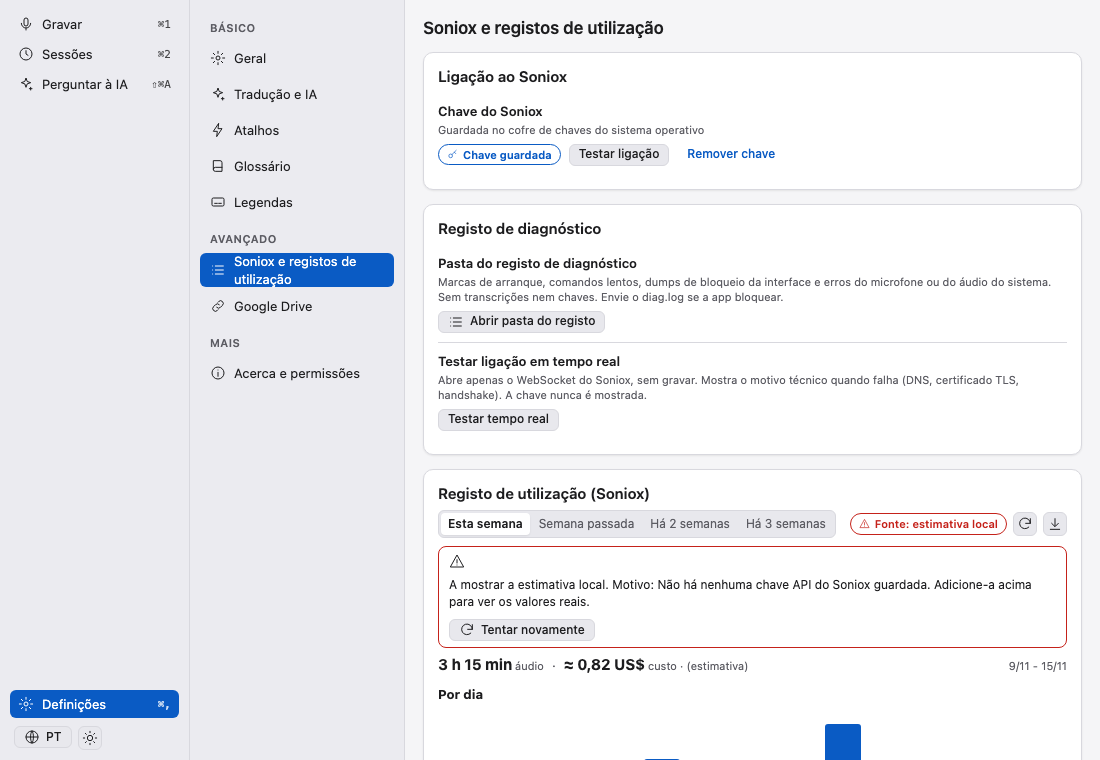 Gravar ⌘1
Sessões ⌘2
Perguntar à IA ⇧⌘A
Definições ⌘,
PT
BÁSICO
Geral
Tradução e IA
Atalhos
Glossário
Legendas
AVANÇADO
Soniox e registos de
utilização
Google Drive
MAIS
Acerca e permissões
Soniox e registos de utilização
Ligação ao Soniox
Chave do Soniox
Guardada no cofre de chaves do sistema operativo
Chave guardada Testar ligação Remover chave
Registo de diagnóstico
Pasta do registo de diagnóstico
Marcas de arranque, comandos lentos, dumps de bloqueio da interface e erros do microfone ou do áudio do sistema.
Sem transcrições nem chaves. Envie o diag.log se a app bloquear.
Abrir pasta do registo
Testar ligação em tempo real
Abre apenas o WebSocket do Soniox, sem gravar. Mostra o motivo técnico quando falha (DNS, certificado TLS,
handshake). A chave nunca é mostrada.
Testar tempo real
Registo de utilização (Soniox)
Esta semana Semana passada Há 2 semanas Há 3 semanas Fonte: estimativa local
A mostrar a estimativa local. Motivo: Não há nenhuma chave API do Soniox guardada. Adicione-a acima
para ver os valores reais.
Tentar novamente
3 h 15 min áudio · ≈ 0,82 US$ custo · (estimativa) 9/11 - 15/11
Por dia